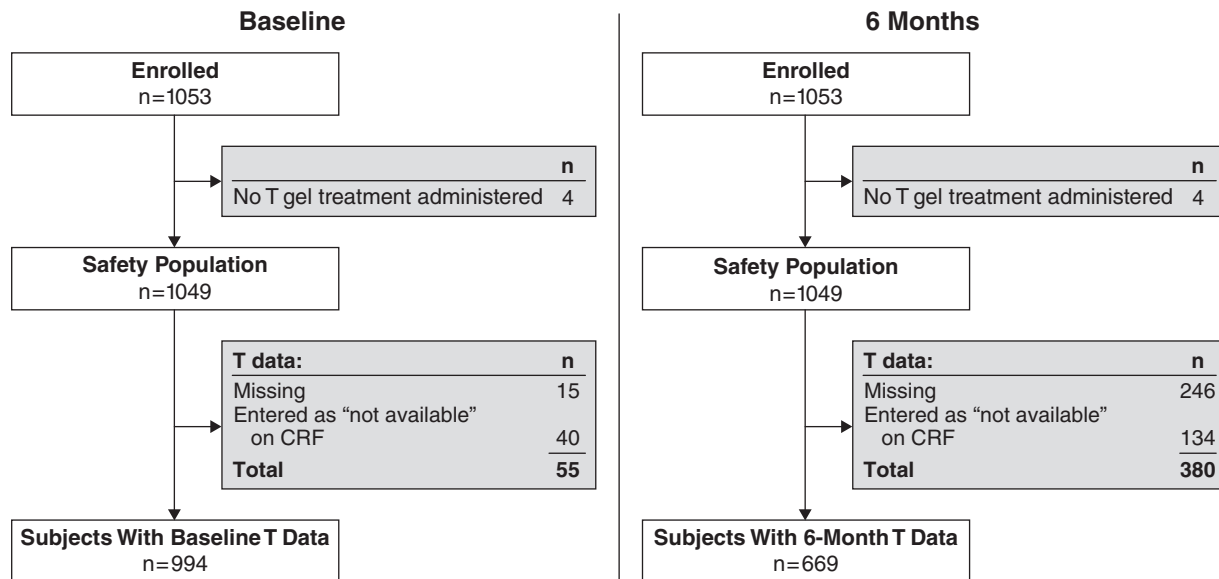 Baseline
Enrolled
n=1053
n
No T gel treatment administered 4
Safety Population
n=1049
T data: n
Missing 15
Entered as “not available”
on CRF 40
Total 55
Subjects With Baseline T Data
n=994
6 Months
Enrolled
n=1053
n
No T gel treatment administered 4
Safety Population
n=1049
T data: n
Missing 246
Entered as “not available”
on CRF 134
Total 380
Subjects With 6-Month T Data
n=669